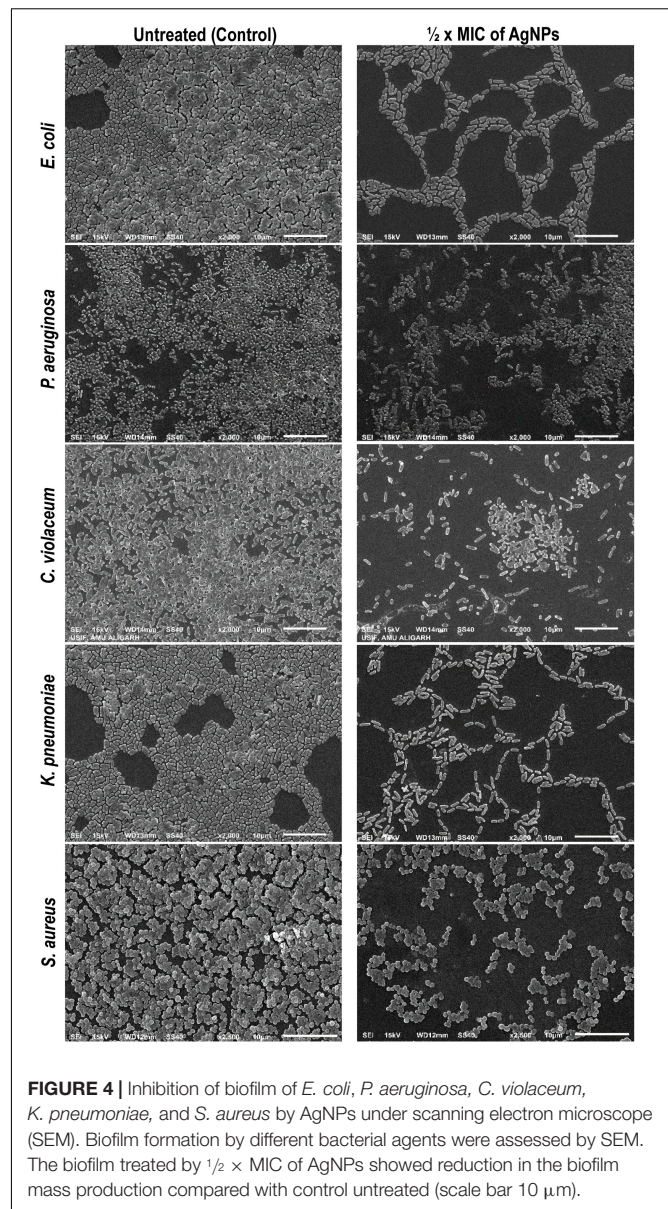 Untreated (Control) ½ x MIC of AgNPs
E. coli
SEI 15kV WD13mm SS40 x2,000 10µm
SEI 15kV WD13mm SS40 x2,000 10µm
P. aeruginosa
SEI 15kV WD14mm SS40 x2,000 10µm
SEI 15kV WD14mm SS40 x2,000 10µm
C. violaceum
SEI 15kV WD14mm SS40 x2,000 10µm
USIF, AMU ALIGARH
SEI 15kV WD14mm SS40 x2,000 10µm
USIF, AMU ALIGARH
K. pneumoniae
SEI 15kV WD13mm SS40 x2,000 10µm
SEI WD13mm SS40 x2,000 10µm
S. aureus
SEI 15kV WD12mm SS40 10µm
SEI 15kV WD12mm SS40 10µm
FIGURE 4 | Inhibition of biofilm of E. coli, P. aeruginosa, C. violaceum,
K. pneumoniae, and S. aureus by AgNPs under scanning electron microscope
(SEM). Biofilm formation by different bacterial agents were assessed by SEM.
The biofilm treated by 1/2 × MIC of AgNPs showed reduction in the biofilm
mass production compared with control untreated (scale bar 10 µm).